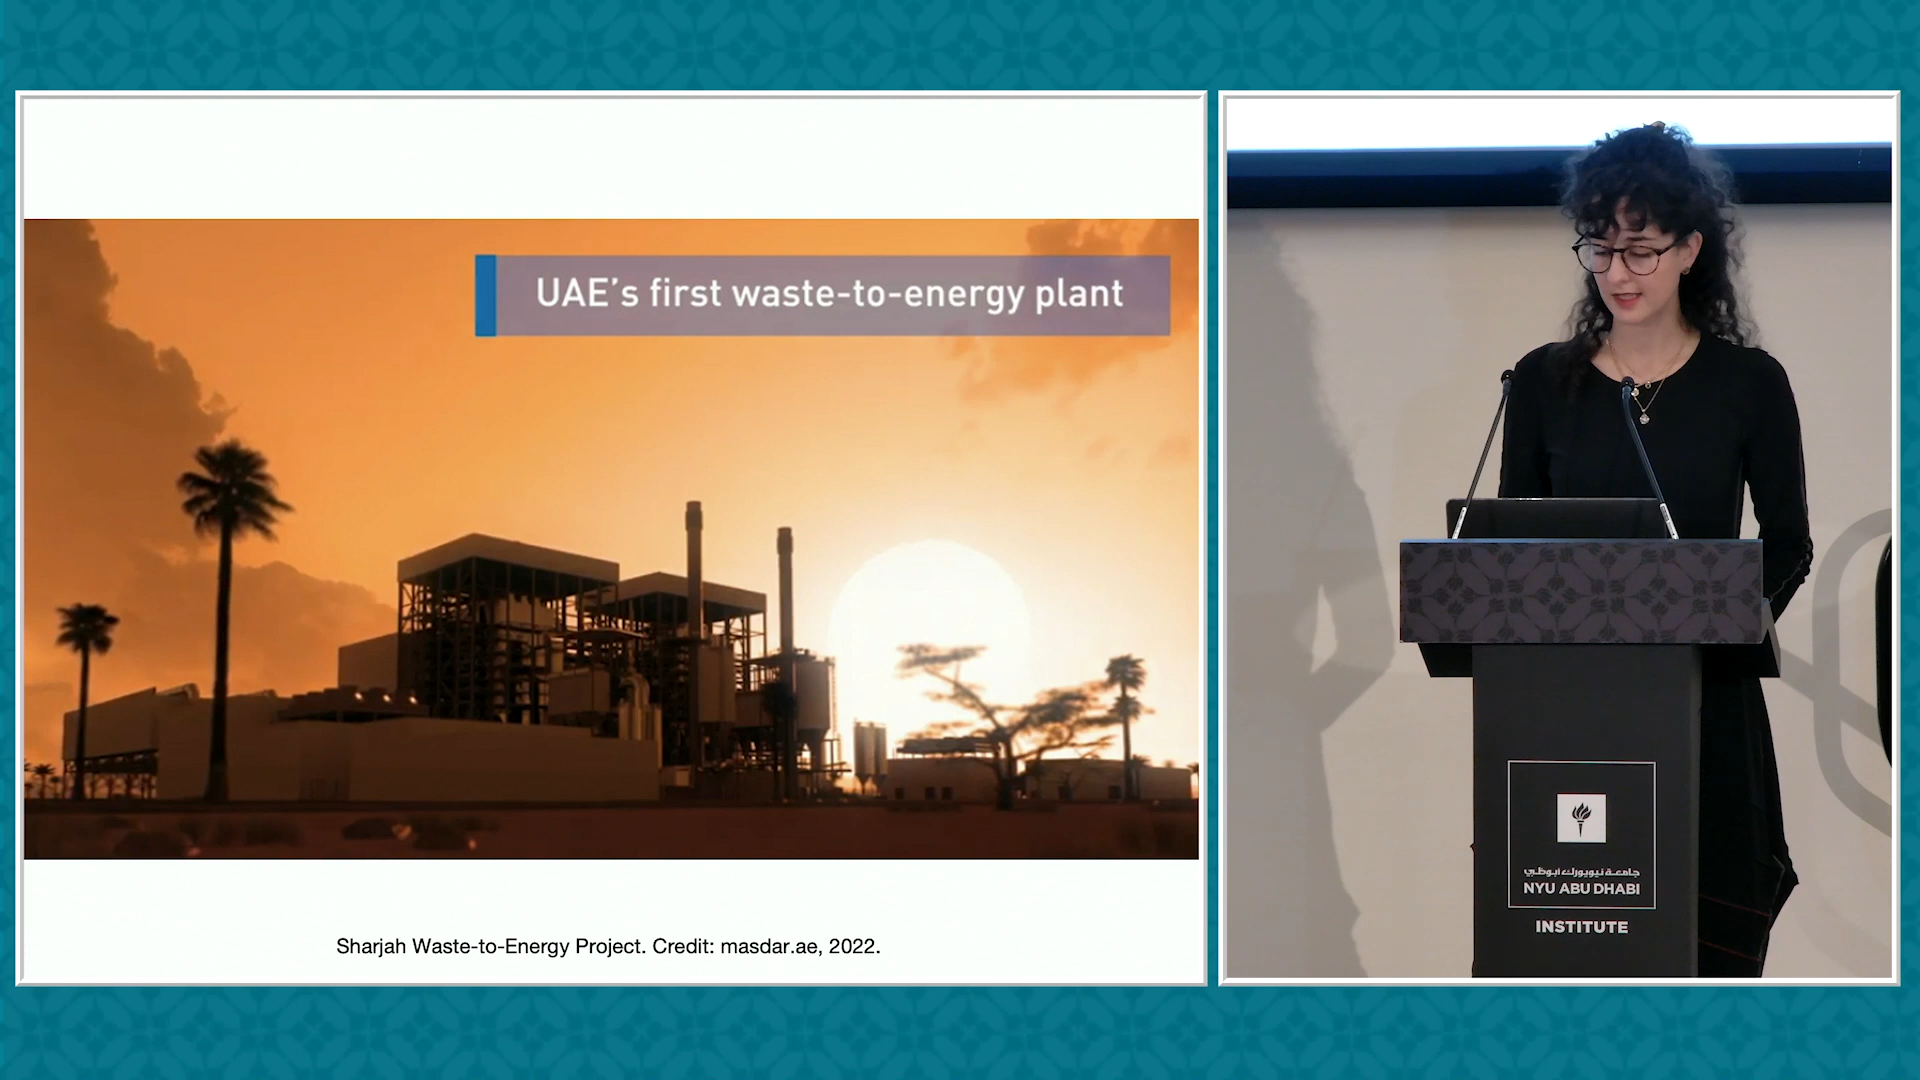 UAE's first waste-to-energy plant
Sharjah Waste-to-Energy Project. Credit: masdar.ae, 2022.
جامعة نيويورك أبوظبي
NYU ABU DHABI
INSTITUTE